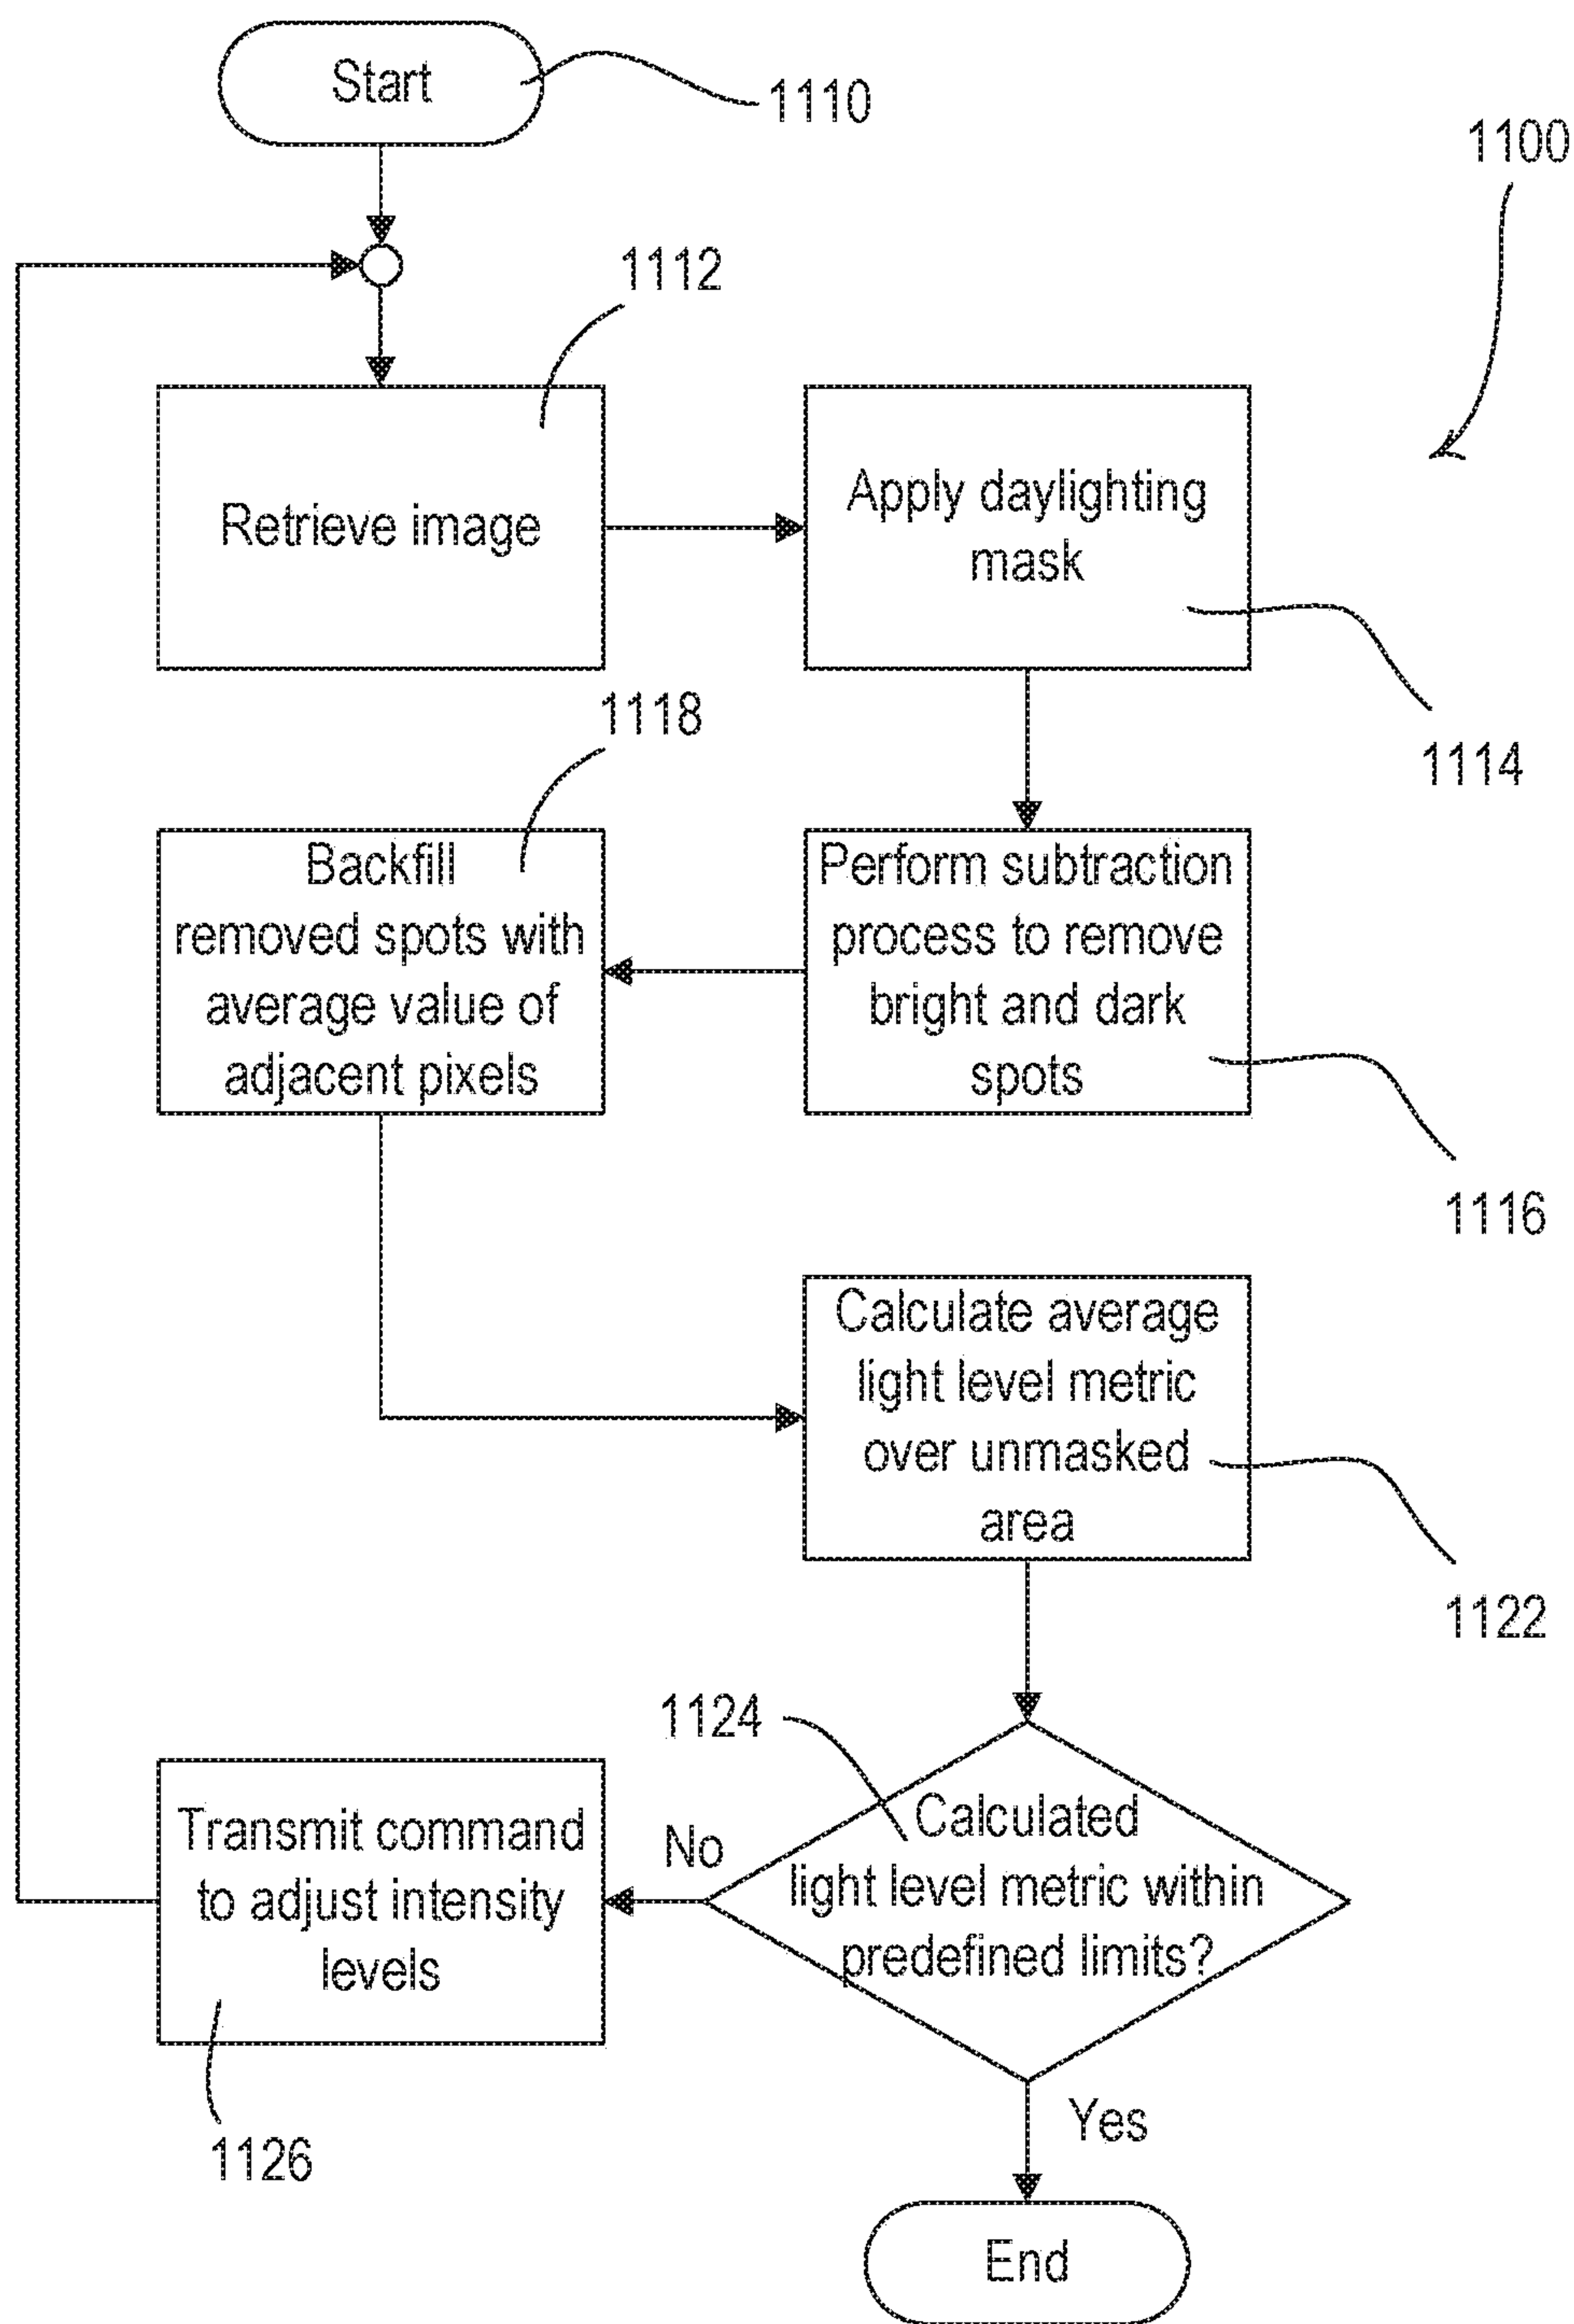 Start
1110
1100
1112
Retrieve image
Apply daylighting
mask
1114
1118
Backfill
removed spots with
average value of
adjacent pixels
Perform subtraction
process to remove
bright and dark
spots
1116
Calculate average
light level metric
over unmasked
area
1122
1124
Calculated
light level metric within
predefined limits?
No
Transmit command
to adjust intensity
levels
1126
Yes
End